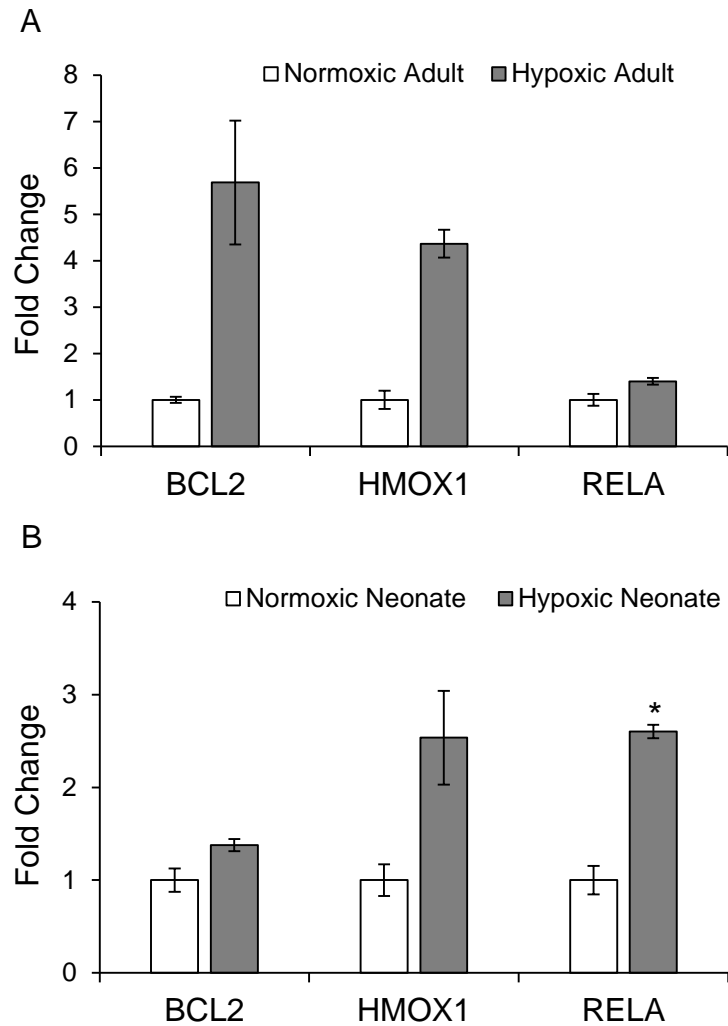 A
Normoxic Adult Hypoxic Adult
8
7
6
5
4
3
2
1
0
Fold Change
BCL2 HMOX1 RELA
B
Normoxic Neonate Hypoxic Neonate
4
3
2
1
0
Fold Change
*
BCL2 HMOX1 RELA